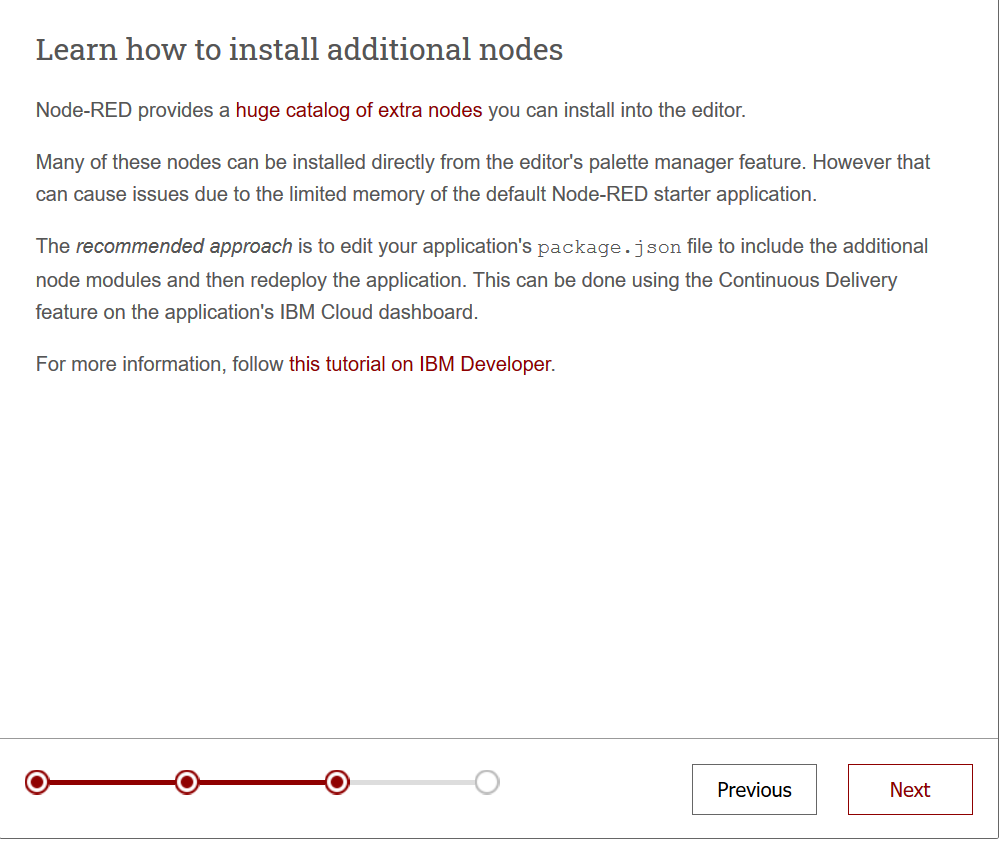 Learn how to install additional nodes
Node-RED provides a huge catalog of extra nodes you can install into the editor.
Many of these nodes can be installed directly from the editor's palette manager feature. However that
can cause issues due to the limited memory of the default Node-RED starter application.
The recommended approach is to edit your application's package.json file to include the additional
node modules and then redeploy the application. This can be done using the Continuous Delivery
feature on the application's IBM Cloud dashboard.
For more information, follow this tutorial on IBM Developer.
Previous
Next